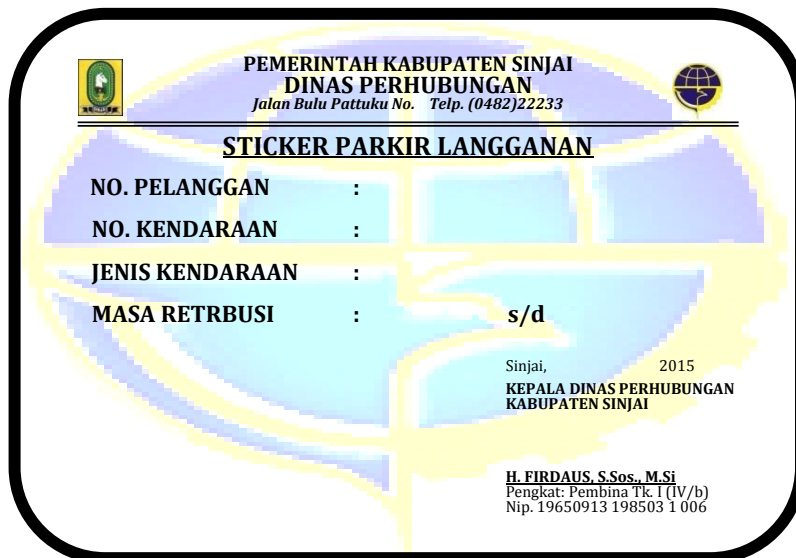 PEMERINTAH KABUPATEN SINJAI
DINAS PERHUBUNGAN
Jalan Bulu Pattuku No. Telp. (0482)22233
STICKER PARKIR LANGGANAN
NO. PELANGGAN :
NO. KENDARAAN :
JENIS KENDARAAN :
MASA RETRBUSI : s/d
Sinjai, 2015
KEPALA DINAS PERHUBUNGAN
KABUPATEN SINJAI
H. FIRDAUS, S.Sos., M.Si
Pengkat: Pembina Tk. I (IV/b)
Nip. 19650913 198503 1 006